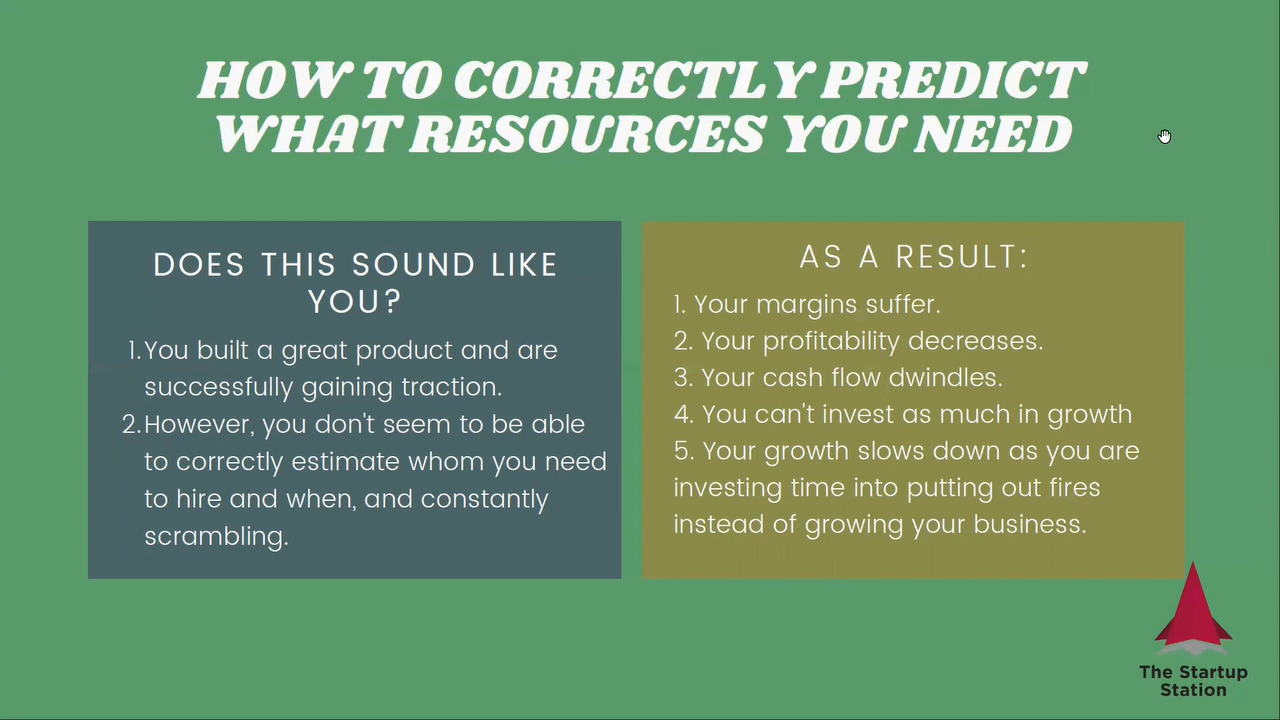 HOW TO CORRECTLY PREDICT
WHAT RESOURCES YOU NEED
DOES THIS SOUND LIKE
YOU?
1. You built a great product and are
successfully gaining traction.
2. However, you don't seem to be able
to correctly estimate whom you need
to hire and when, and constantly
scrambling.
AS A RESULT:
1. Your margins suffer.
2. Your profitability decreases.
3. Your cash flow dwindles.
4. You can't invest as much in growth
5. Your growth slows down as you are
investing time into putting out fires
instead of growing your business.
The Startup
Station